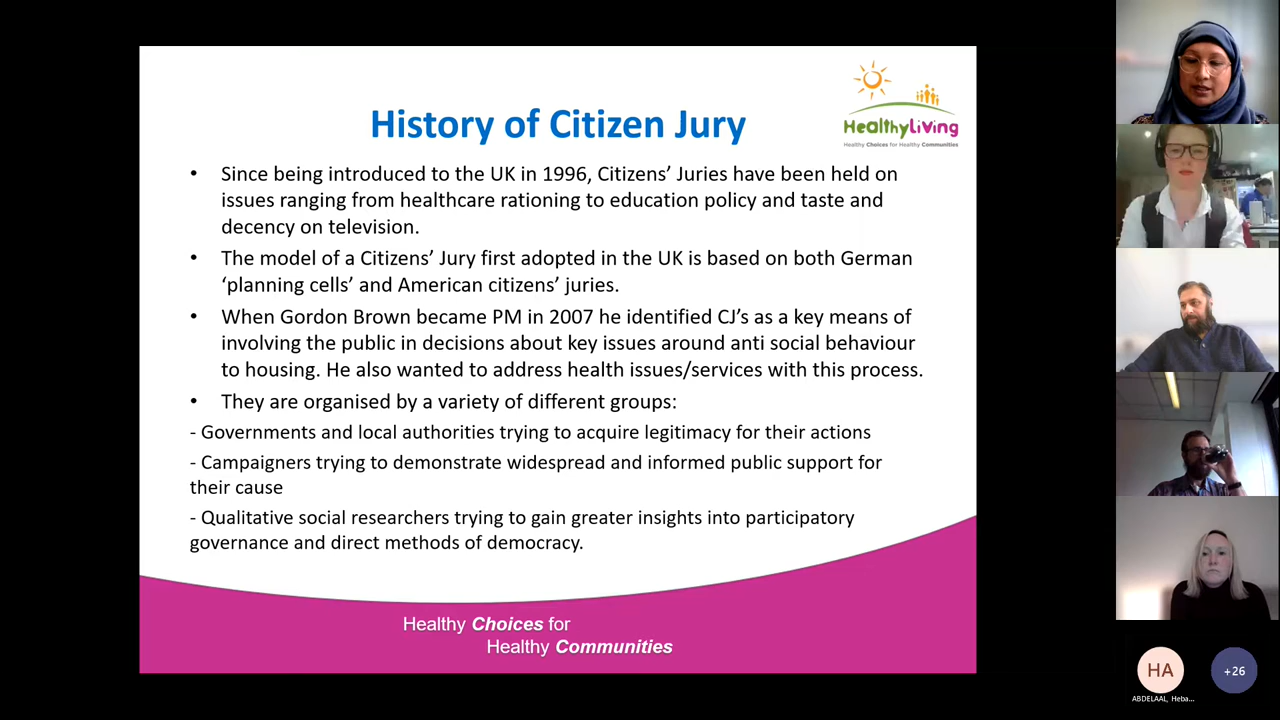 History of Citizen Jury
HealthyLiving
Healthy Choices for Healthy Communities
• Since being introduced to the UK in 1996, Citizens’ Juries have been held on
issues ranging from healthcare rationing to education policy and taste and
decency on television.
• The model of a Citizens’ Jury first adopted in the UK is based on both German
‘planning cells’ and American citizens’ juries.
• When Gordon Brown became PM in 2007 he identified CJ’s as a key means of
involving the public in decisions about key issues around anti social behaviour
to housing. He also wanted to address health issues/services with this process.
• They are organised by a variety of different groups:
- Governments and local authorities trying to acquire legitimacy for their actions
- Campaigners trying to demonstrate widespread and informed public support for
their cause
- Qualitative social researchers trying to gain greater insights into participatory
governance and direct methods of democracy.
Healthy Choices for
Healthy Communities
HA
+26
ABDELAAL, Heba...